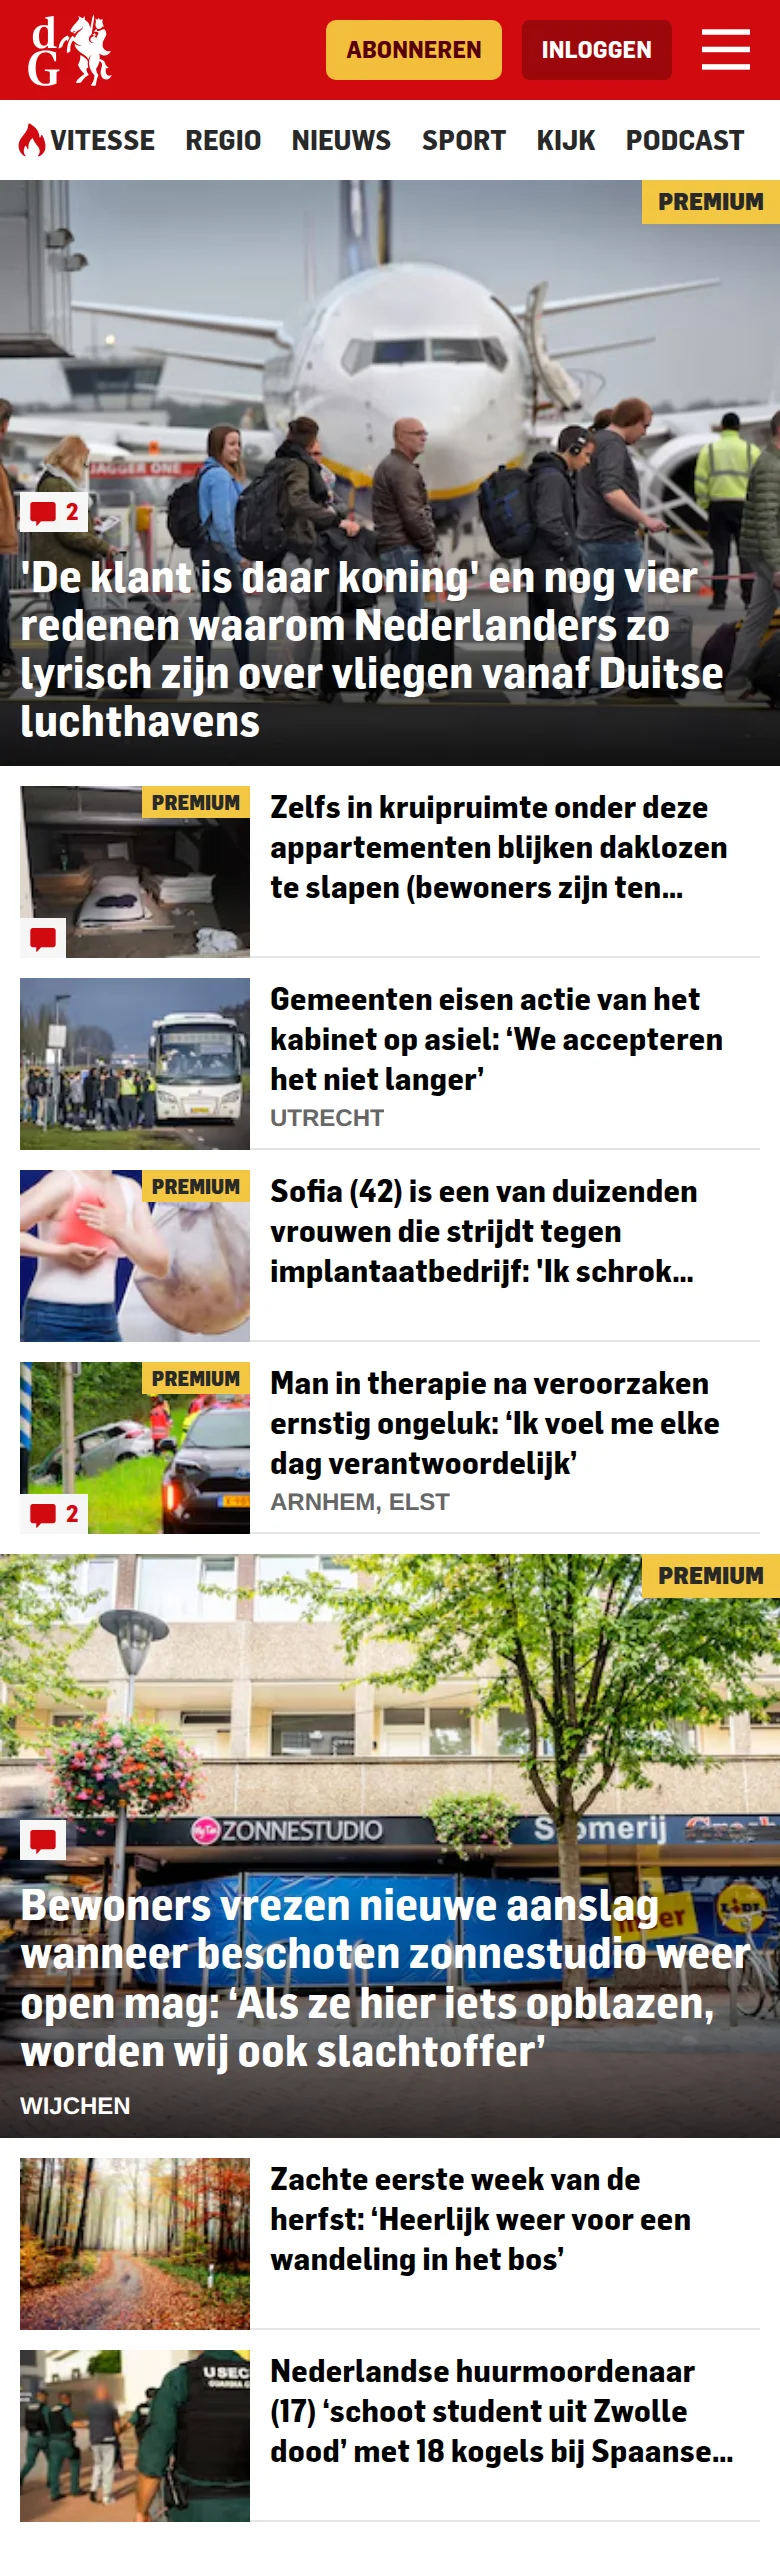 dG
ABONNEREN
INLOGGEN
VITESSE REGIO NIEUWS SPORT KIJK PODCAST
PREMIUM
JAGGER ONE
2
'De klant is daar koning' en nog vier
redenen waarom Nederlanders zo
lyrisch zijn over vliegen vanaf Duitse
luchthavens
PREMIUM
Zelfs in kruipruimte onder deze
appartementen blijken daklozen
te slapen (bewoners zijn ten...
Gemeenten eisen actie van het
kabinet op asiel: ‘We accepteren
het niet langer’
UTRECHT
PREMIUM
Sofia (42) is een van duizenden
vrouwen die strijdt tegen
implantaatbedrijf: 'Ik schrok...
PREMIUM
2
Man in therapie na veroorzaken
ernstig ongeluk: ‘Ik voel me elke
dag verantwoordelijk’
ARNHEM, ELST
PREMIUM
ZONNESTUDIO
LIDL
Bewoners vrezen nieuwe aanslag
wanneer beschoten zonnestudio weer
open mag: ‘Als ze hier iets opblazen,
worden wij ook slachtoffer’
WIJCHEN
Zachte eerste week van de
herfst: ‘Heerlijk weer voor een
wandeling in het bos’
USEC
Nederlandse huurmoordenaar
(17) ‘schoot student uit Zwolle
dood’ met 18 kogels bij Spaanse...